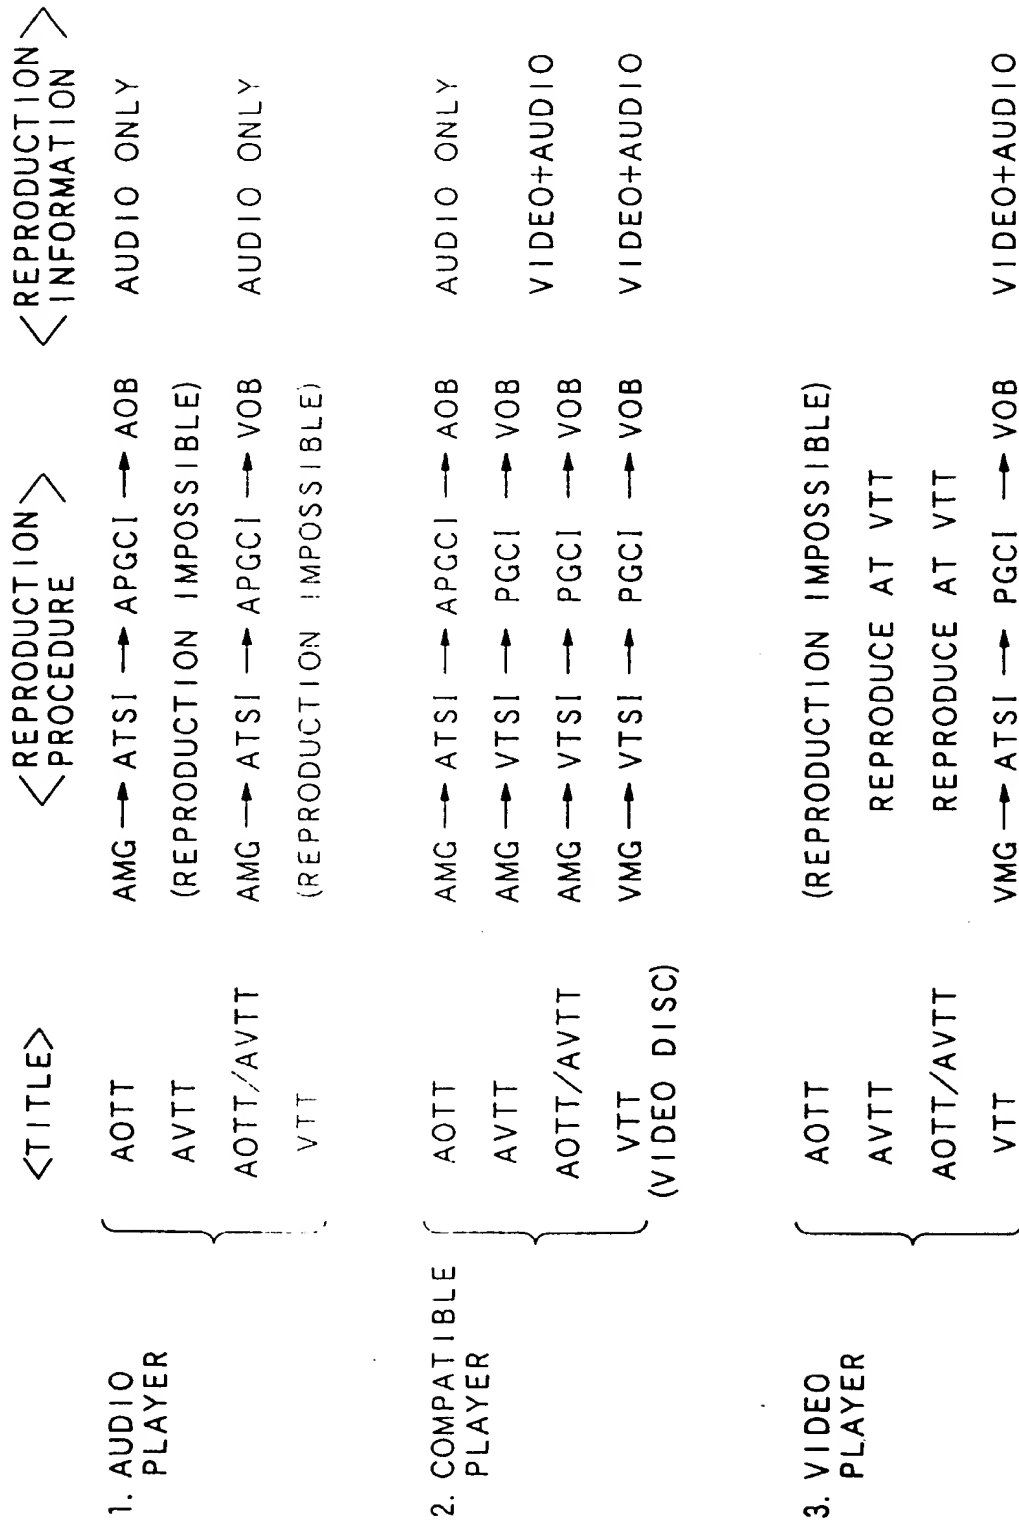 <TITLE> <REPRODUCTION PROCEDURE> <REPRODUCTION INFORMATION>
1. AUDIO PLAYER
AOTT AMG → ATSI → APGCI → AOB AUDIO ONLY
AVTT (REPRODUCTION IMPOSSIBLE)
AOTT/AVTT AMG → ATSI → APGCI → VOB AUDIO ONLY
VTT (REPRODUCTION IMPOSSIBLE)
2. COMPATIBLE PLAYER
AOTT AMG → ATSI → APGCI → AOB AUDIO ONLY
AVTT AMG → VTSI → PGCI → VOB
VIDEO+AUDIO
AOTT/AVTT AMG → VTSI → PGCI → VOB
VTT VMG → VTSI → PGCI → VOB VIDEO+AUDIO
(VIDEO DISC)
3. VIDEO PLAYER
AOTT (REPRODUCTION IMPOSSIBLE)
AVTT REPRODUCE AT VTT
AOTT/AVTT REPRODUCE AT VTT
VTT VMG → ATSI → PGCI → VOB VIDEO+AUDIO